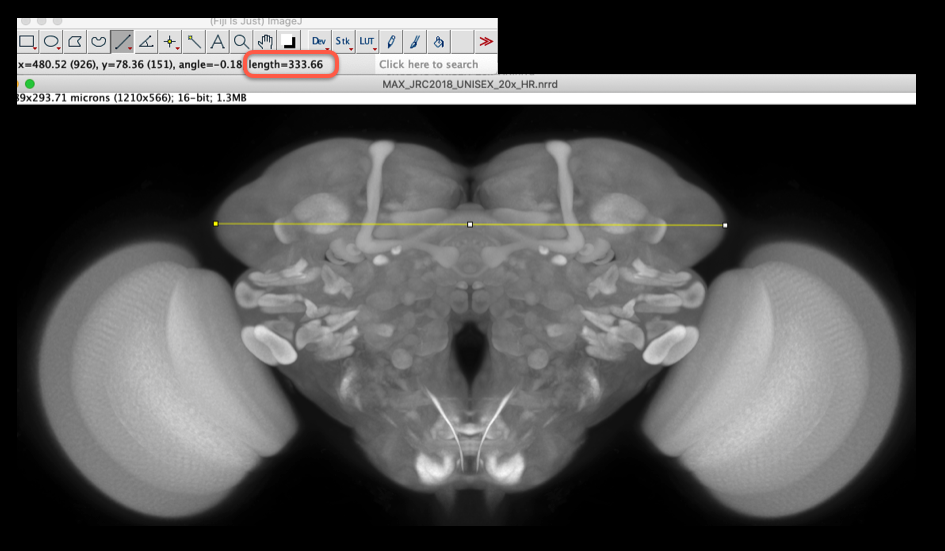 (Fiji Is Just) ImageJ
Dev Stk LUT
x=480.52 (926), y=78.36 (151), angle=-0.18, length=333.66 Click here to search
MAX_JRC2018_UNISEX_20x_HR.nrrd
39x293.71 microns (1210x566); 16-bit; 1.3MB